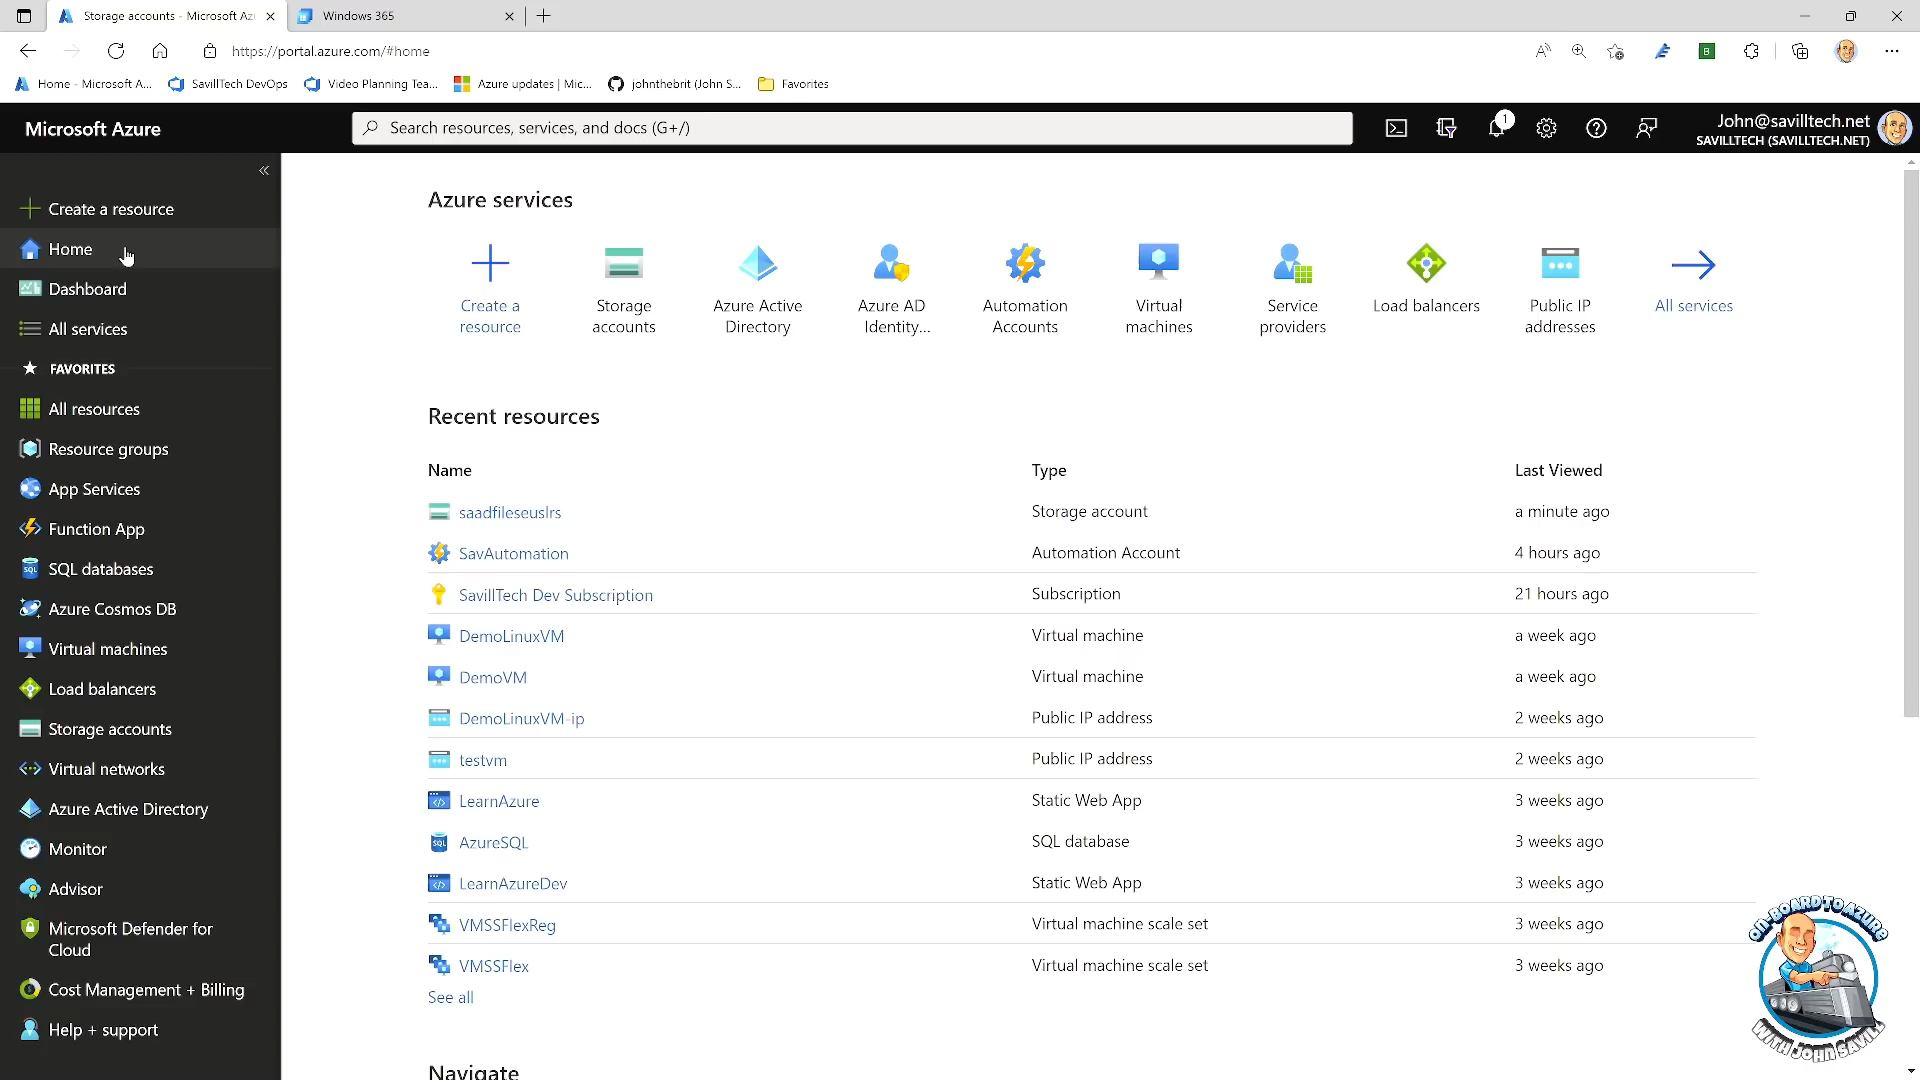 Storage accounts - Microsoft Az
Windows 365
https://portal.azure.com/#home
Home - Microsoft A...
SavillTech DevOps
Video Planning Tea...
Azure updates | Mic...
johnthebrit (John S...
Favorites
Microsoft Azure
Search resources, services, and docs (G+/)
1
John@savilltech.net
SAVILLTECH (SAVILLTECH.NET)
Create a resource
Home
Dashboard
All services
FAVORITES
All resources
Resource groups
App Services
Function App
SQL databases
Azure Cosmos DB
Virtual machines
Load balancers
Storage accounts
Virtual networks
Azure Active Directory
Monitor
Advisor
Microsoft Defender for
Cloud
Cost Management + Billing
Help + support
Azure services
Create a
resource
Storage
accounts
Azure Active
Directory
Azure AD
Identity...
Automation
Accounts
Virtual
machines
Service
providers
Load balancers
Public IP
addresses
All services
Recent resources
Name Type Last Viewed
saadfileseuslrs Storage account a minute ago
SavAutomation Automation Account 4 hours ago
SavillTech Dev Subscription Subscription 21 hours ago
DemoLinuxVM Virtual machine a week ago
DemoVM Virtual machine a week ago
DemoLinuxVM-ip Public IP address 2 weeks ago
testvm Public IP address 2 weeks ago
LearnAzure Static Web App 3 weeks ago
AzureSQL SQL database 3 weeks ago
LearnAzureDev Static Web App 3 weeks ago
VMSSFlexReg Virtual machine scale set 3 weeks ago
VMSSFlex Virtual machine scale set 3 weeks ago
See all
Navigate
ON-BOARD TO AZURE
WITH JOHN SAVILL